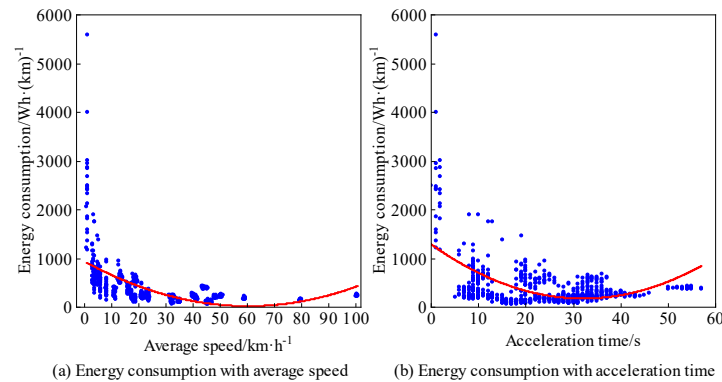 6000
5000
4000
3000
2000
1000
0
Energy consumption/Wh·(km)⁻¹
0 10 20 30 40 50 60 70 80 90 100
Average speed/km·h⁻¹
(a) Energy consumption with average speed
6000
5000
4000
3000
2000
1000
0
Energy consumption/Wh·(km)⁻¹
0 10 20 30 40 50 60
Acceleration time/s
(b) Energy consumption with acceleration time